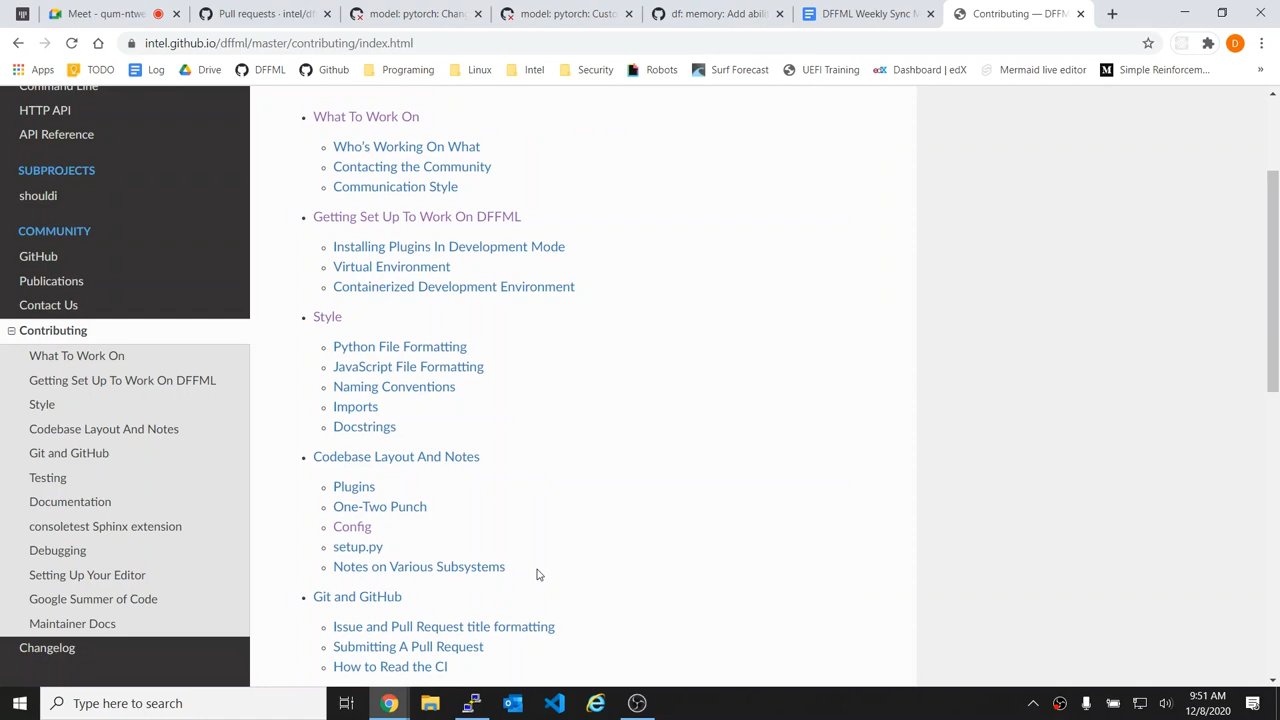 Meet - qum-ntwe
Pull requests · intel/df
model: pytorch: Chan
model: pytorch: Custo
df: memory: Add abili
DFFML Weekly Sync M
Contributing — DFFM
intel.github.io/dffml/master/contributing/index.html
D
Apps
TODO
Log
Drive
DFFML
Github
Programing
Linux
Intel
Security
Robots
Surf Forecast
UEFI Training
edX
Dashboard | edX
Mermaid live editor
M
Simple Reinforcem...
»
Command Line
HTTP API
API Reference
SUBPROJECTS
shouldi
COMMUNITY
GitHub
Publications
Contact Us
Contributing
What To Work On
Getting Set Up To Work On DFFML
Style
Codebase Layout And Notes
Git and GitHub
Testing
Documentation
consoletest Sphinx extension
Debugging
Setting Up Your Editor
Google Summer of Code
Maintainer Docs
Changelog
What To Work On
Who's Working On What
Contacting the Community
Communication Style
Getting Set Up To Work On DFFML
Installing Plugins In Development Mode
Virtual Environment
Containerized Development Environment
Style
Python File Formatting
JavaScript File Formatting
Naming Conventions
Imports
Docstrings
Codebase Layout And Notes
Plugins
One-Two Punch
Config
setup.py
Notes on Various Subsystems
Git and GitHub
Issue and Pull Request title formatting
Submitting A Pull Request
How to Read the CI
Type here to search
9:51 AM
12/8/2020